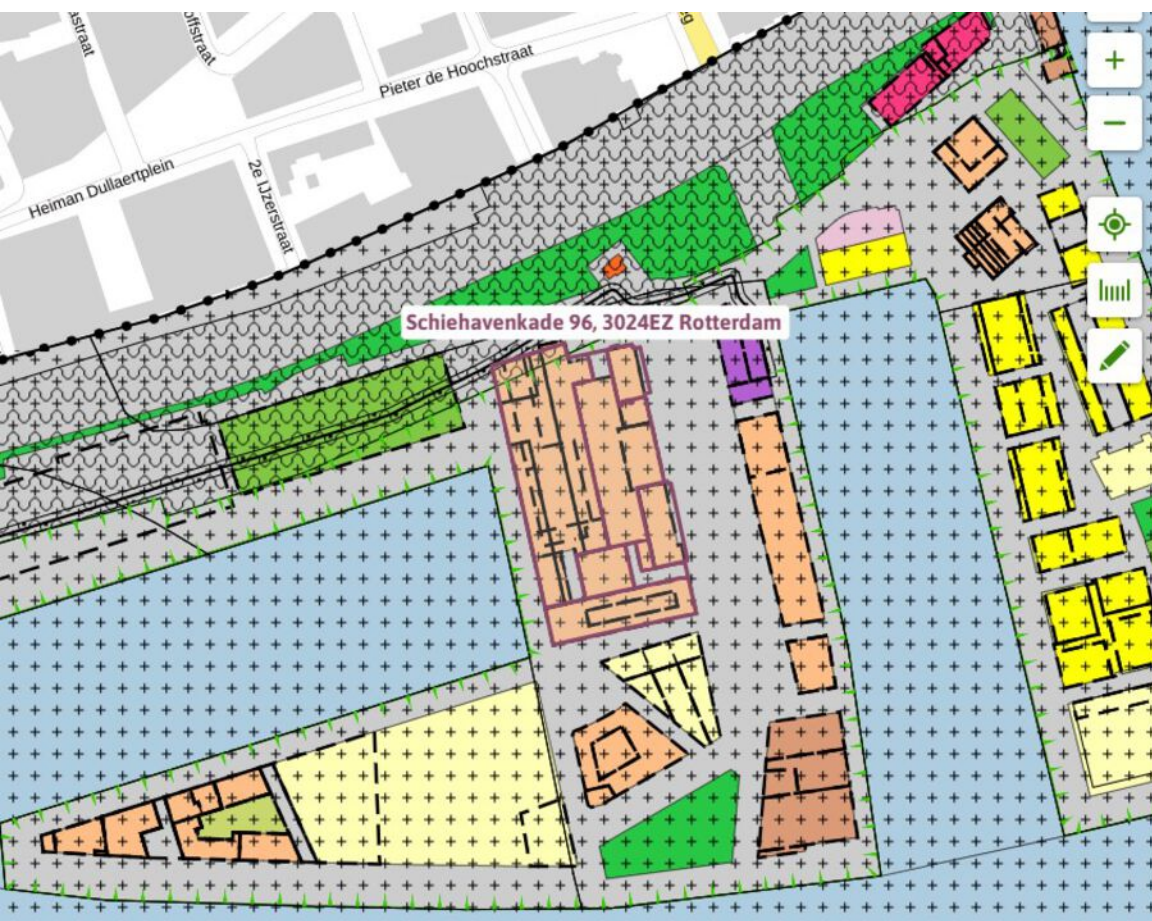 Pieter de Hoochstraat
Heiman Dullaertplein
2e IJzerstraat
Schiehavenkade 96, 3024EZ Rotterdam